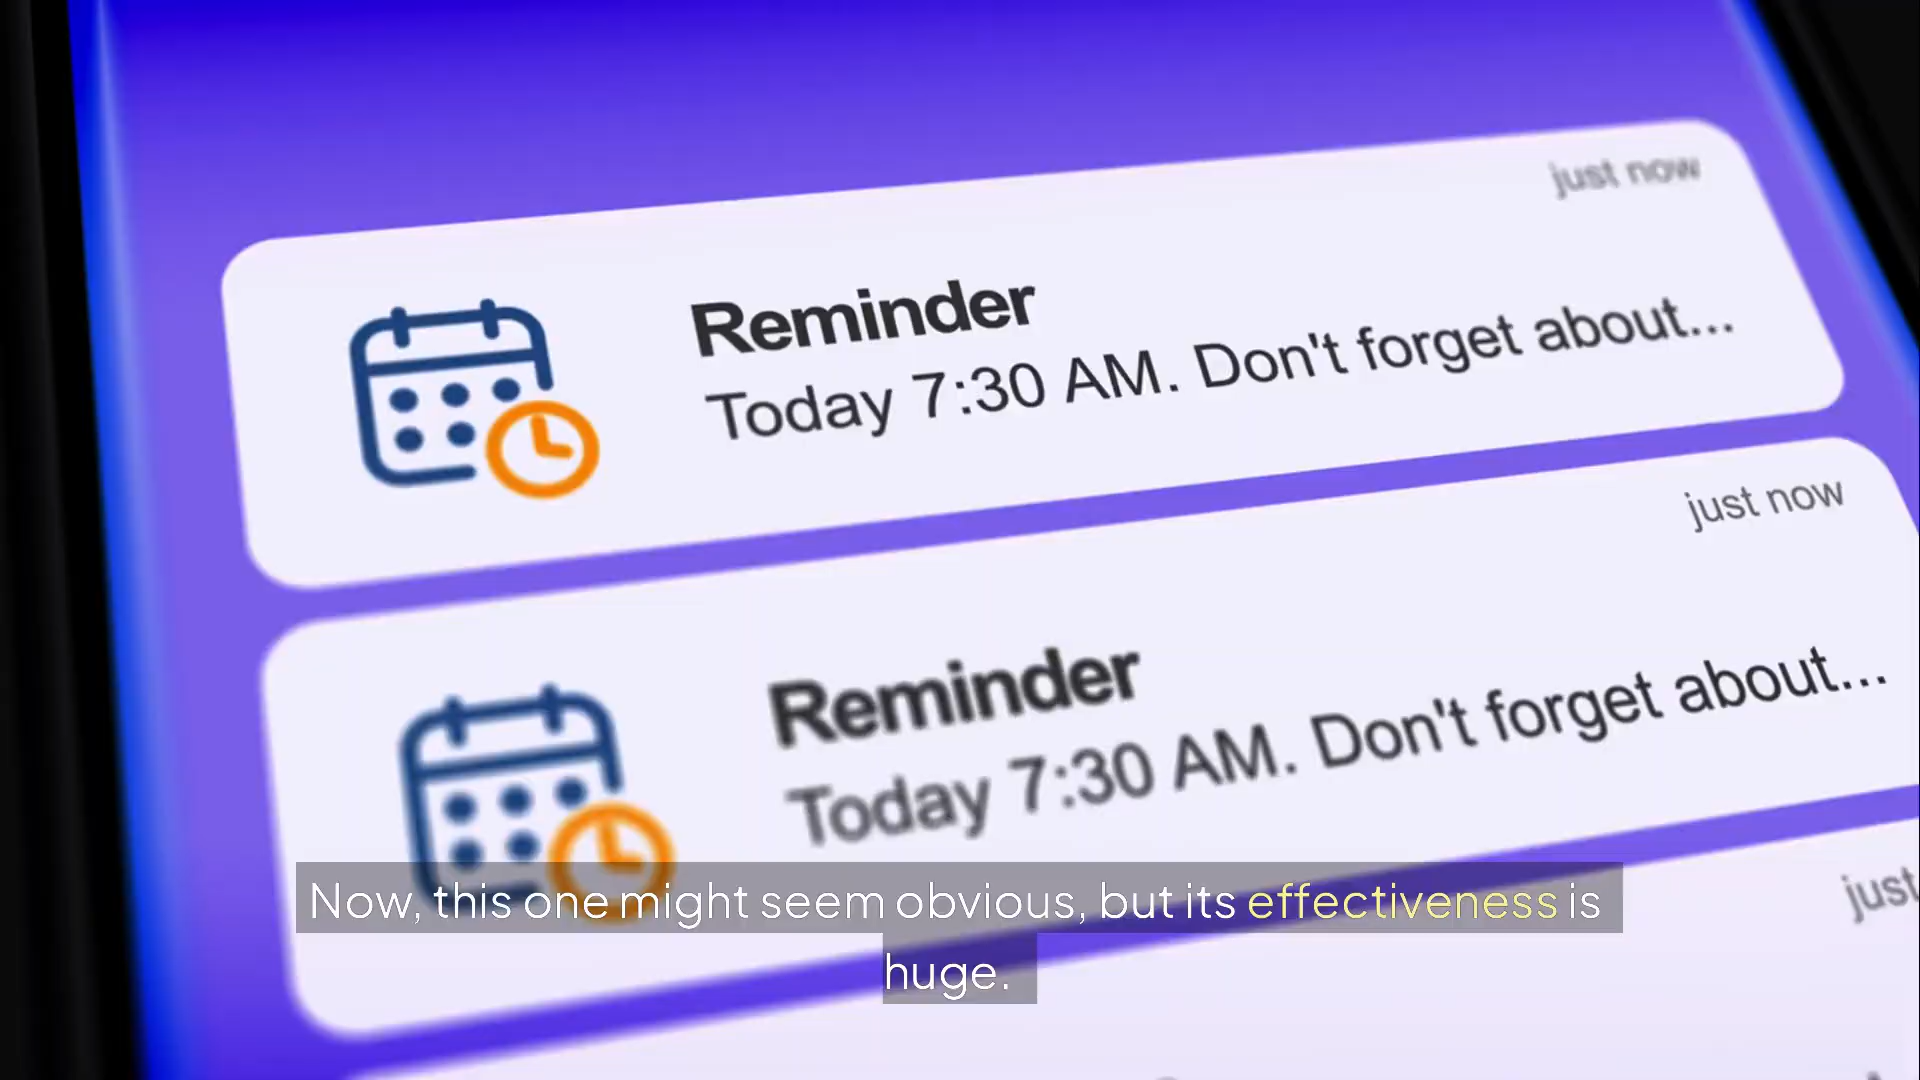 just now
Reminder
Today 7:30 AM. Don't forget about...
just now
Reminder
Today 7:30 AM. Don't forget about...
just
Now, this one might seem obvious, but its effectiveness is
huge.